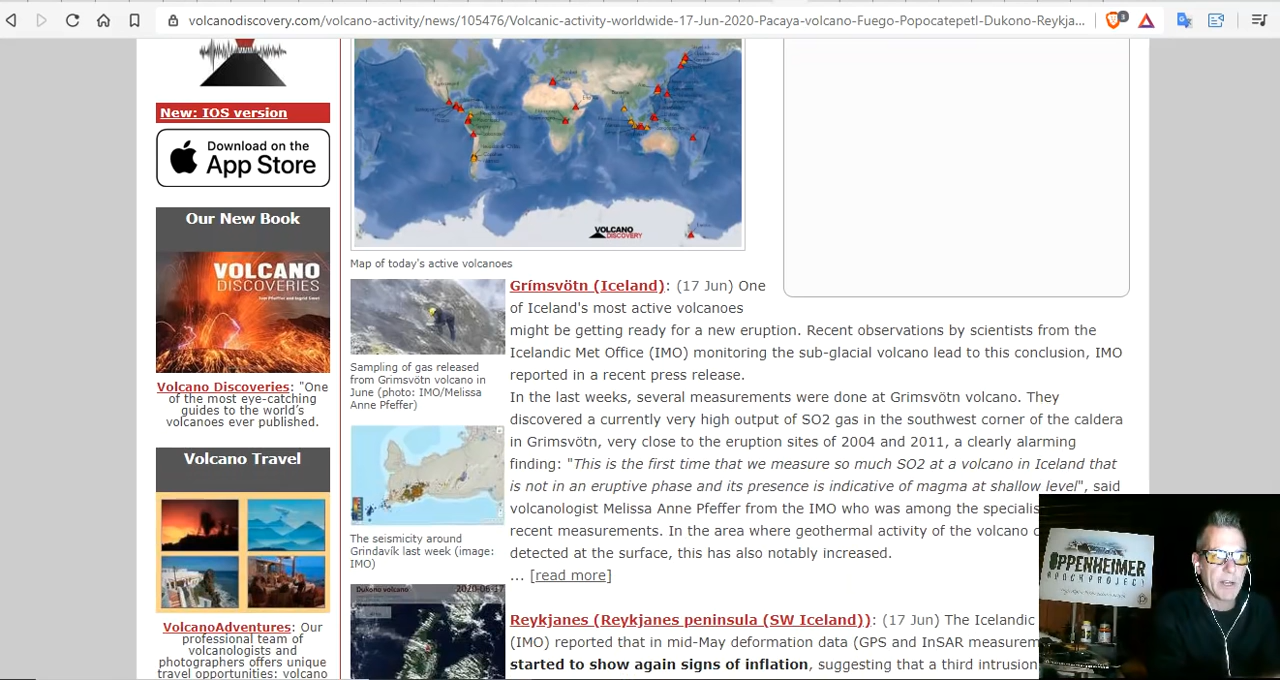 volcanodiscovery.com/volcano-activity/news/105476/Volcanic-activity-worldwide-17-Jun-2020-Pacaya-volcano-Fuego-Popocatepetl-Dukono-Reykja...
3
New: IOS version
Download on the
App Store
Our New Book
VOLCANO
DISCOVERIES
Volcano Discoveries: "One
of the most eye-catching
guides to the world's
volcanoes ever published.
Volcano Travel
VolcanoAdventures: Our
professional team of
volcanologists and
photographers offers unique
travel opportunities: volcano
VOLCANO
DISCOVERY
Map of today's active volcanoes
Sampling of gas released
from Grimsvötn volcano in
June (photo: IMO/Melissa
Anne Pfeffer)
The seismicity around
Grindavík last week (image:
IMO)
Dukono volcano
Grímsvötn (Iceland): (17 Jun) One
of Iceland's most active volcanoes
might be getting ready for a new eruption. Recent observations by scientists from the
Icelandic Met Office (IMO) monitoring the sub-glacial volcano lead to this conclusion, IMO
reported in a recent press release.
In the last weeks, several measurements were done at Grimsvötn volcano. They
discovered a currently very high output of SO2 gas in the southwest corner of the caldera
in Grimsvötn, very close to the eruption sites of 2004 and 2011, a clearly alarming
finding: "This is the first time that we measure so much SO2 at a volcano in Iceland that
is not in an eruptive phase and its presence is indicative of magma at shallow level", said
volcanologist Melissa Anne Pfeffer from the IMO who was among the specialis
recent measurements. In the area where geothermal activity of the volcano c
detected at the surface, this has also notably increased.
... [read more]
Reykjanes (Reykjanes peninsula (SW Iceland)): (17 Jun) The Icelandic
(IMO) reported that in mid-May deformation data (GPS and InSAR measurem
started to show again signs of inflation, suggesting that a third intrusion
OPPENHEIMER